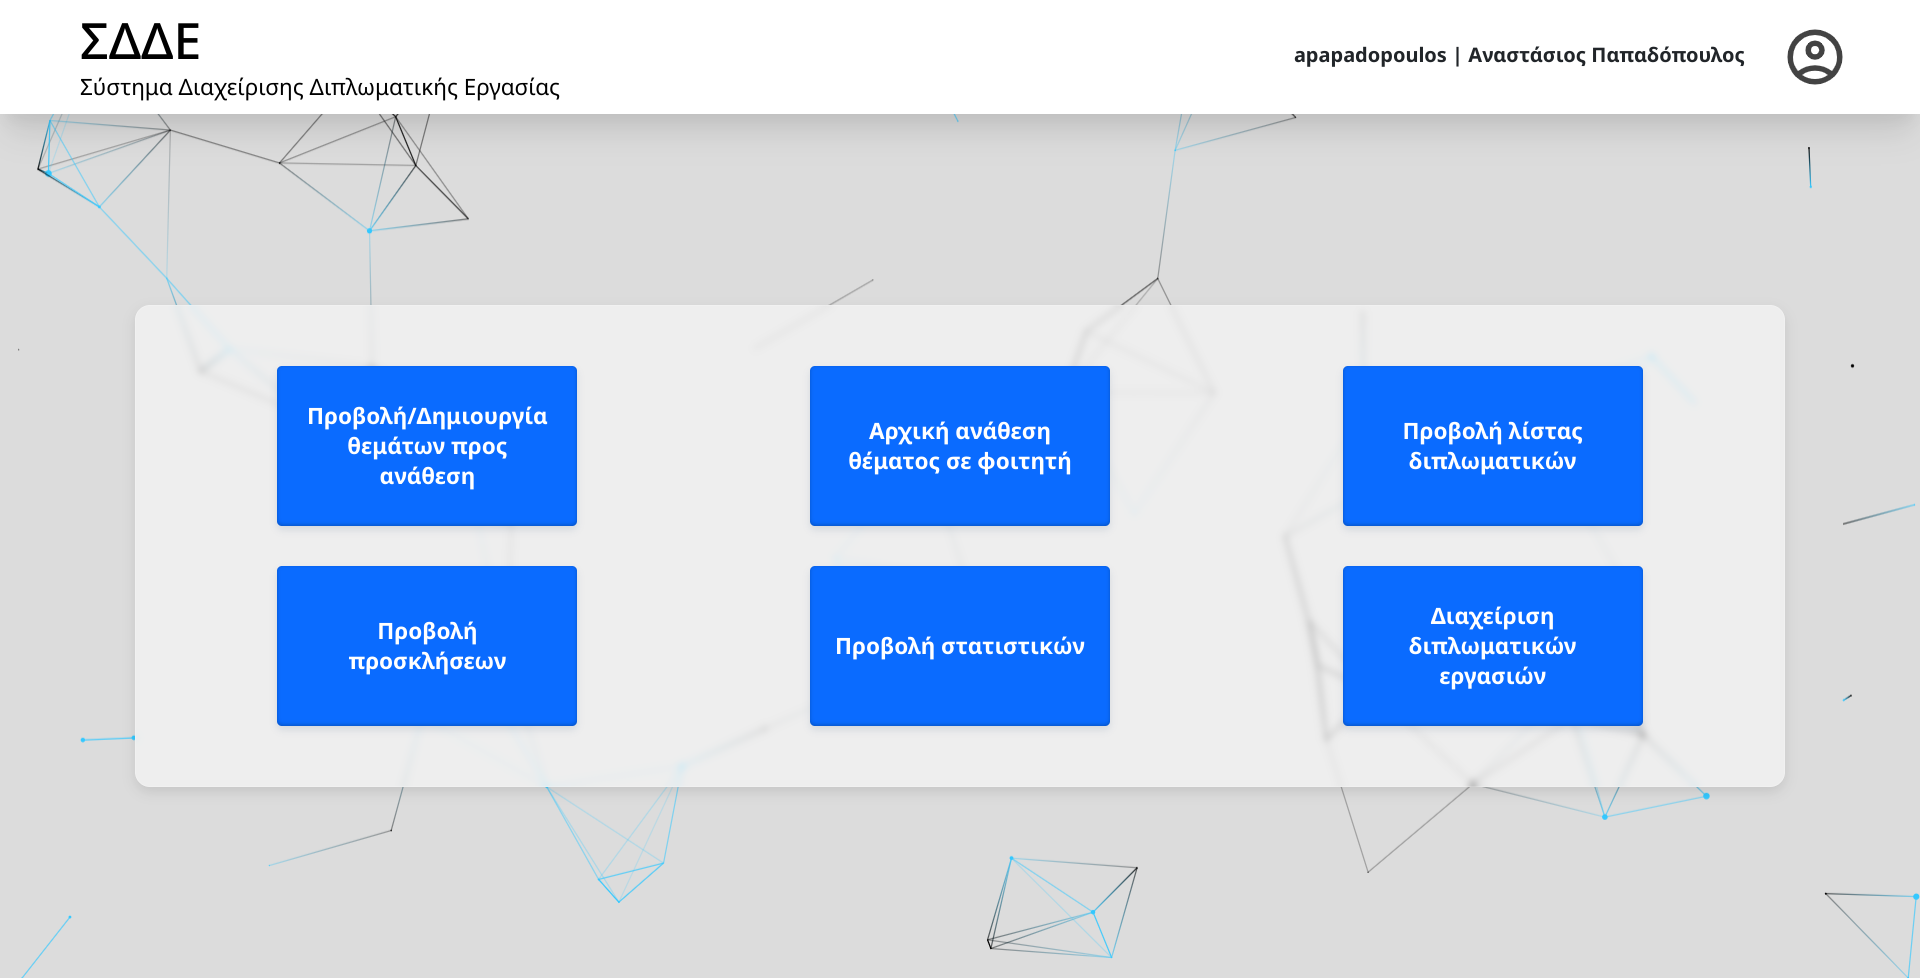 ΣΔΔΕ
Σύστημα Διαχείρισης Διπλωματικής Εργασίας
apapadopoulos | Αναστάσιος Παπαδόπουλος
Προβολή/Δημιουργία
θεμάτων προς
ανάθεση
Αρχική ανάθεση
θέματος σε φοιτητή
Προβολή λίστας
διπλωματικών
Προβολή
προσκλήσεων
Προβολή στατιστικών
Διαχείριση
διπλωματικών
εργασιών